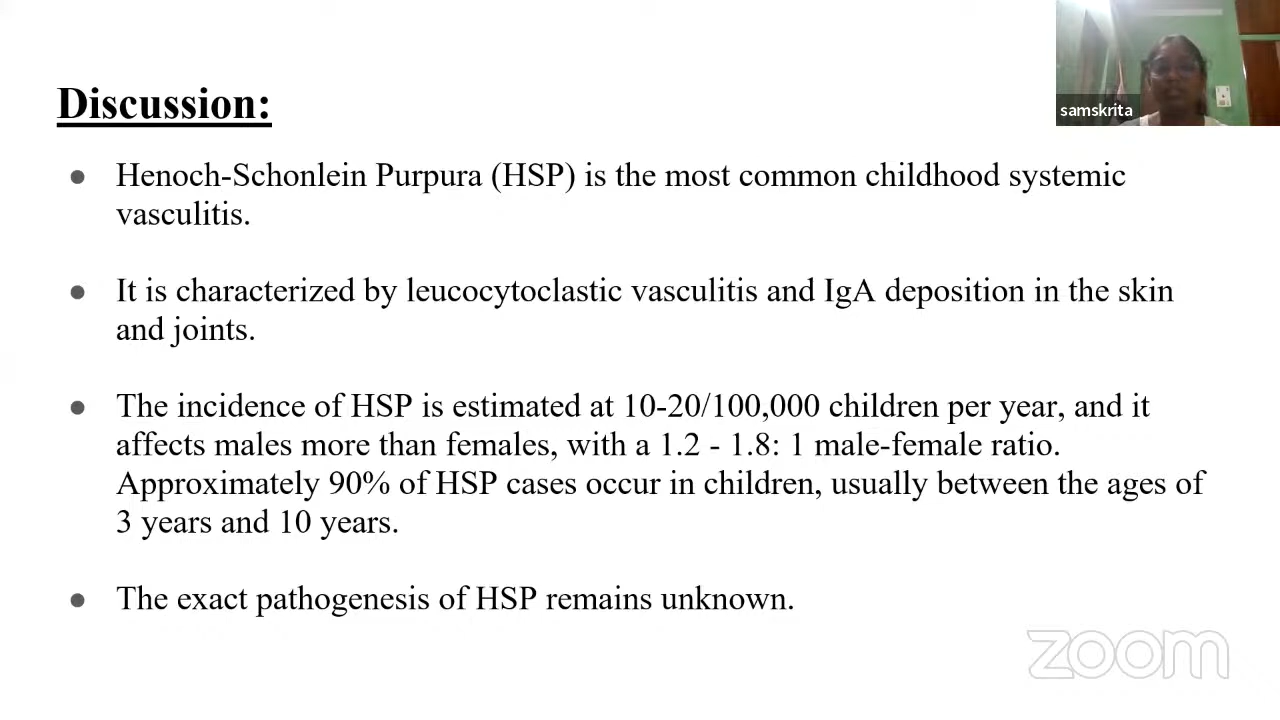 samskrita
Discussion:
● Henoch-Schonlein Purpura (HSP) is the most common childhood systemic
vasculitis.
● It is characterized by leucocytoclastic vasculitis and IgA deposition in the skin
and joints.
● The incidence of HSP is estimated at 10-20/100,000 children per year, and it
affects males more than females, with a 1.2 - 1.8: 1 male-female ratio.
Approximately 90% of HSP cases occur in children, usually between the ages of
3 years and 10 years.
● The exact pathogenesis of HSP remains unknown.
zoom